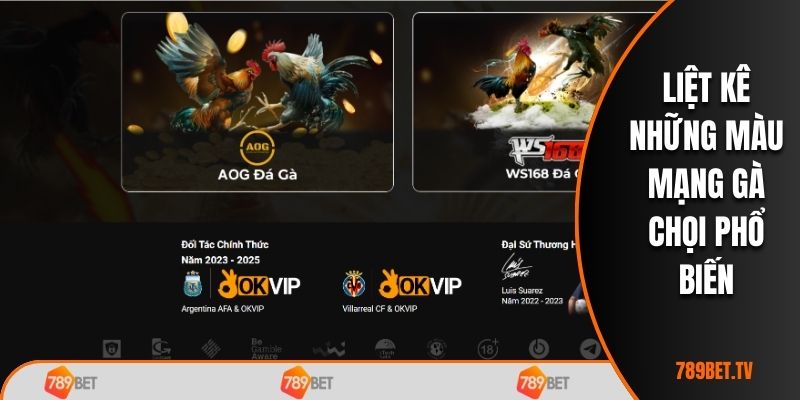 AOG
AOG Đá Gà
WS168
WS168 Đá G
LIỆT KÊ
NHỮNG MÀU
MẠNG GÀ
CHỌI PHỔ
BIẾN
Đối Tác Chính Thức
Năm 2023 - 2025
OKVIP
Argentina AFA & OKVIP
OKVIP
Villarreal CF & OKVIP
Đại Sứ Thương H
Luis Suarez
Năm 2022 - 2023
Be
Gamble
Aware
18+
789BET
789BET
789BET
789BET.TV